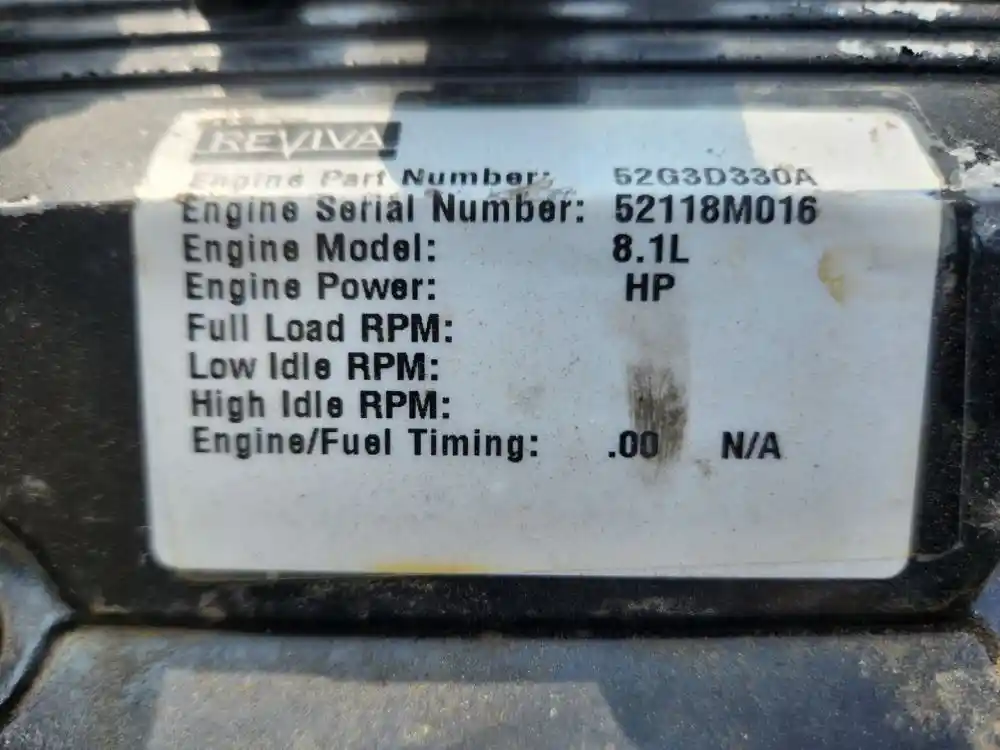 REVIVA
Engine Part Number: 52G3D330A
Engine Serial Number: 52118M016
Engine Model: 8.1L
Engine Power: HP
Full Load RPM:
Low Idle RPM:
High Idle RPM:
Engine/Fuel Timing: .00 N/A